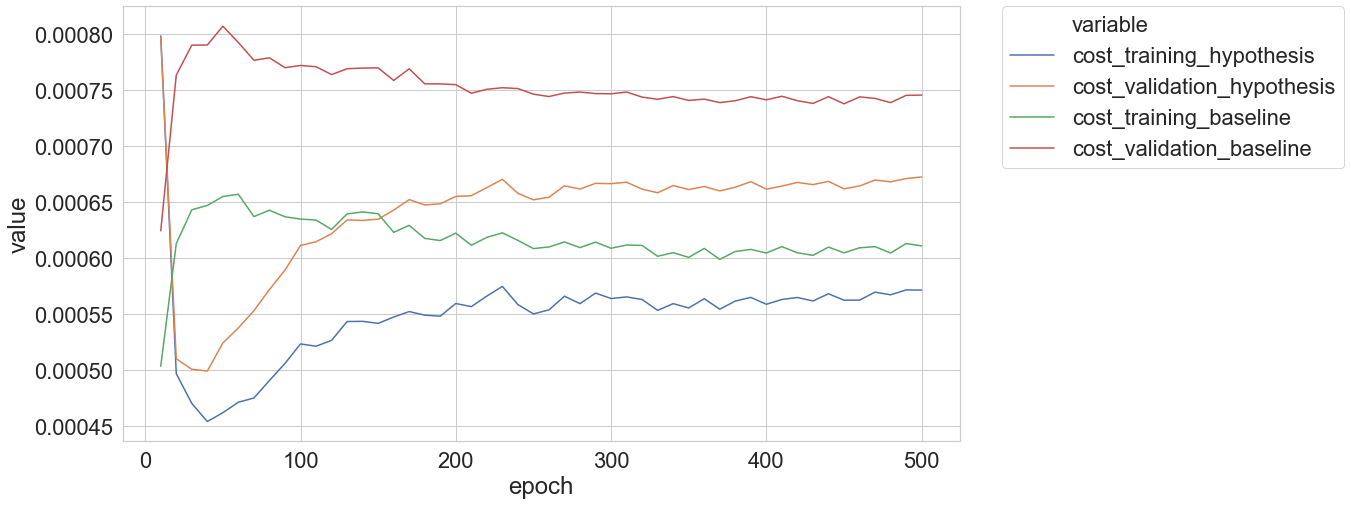 0.00080
0.00075
0.00070
0.00065
0.00060
0.00055
0.00050
0.00045
value
0
100
200
300
400
500
epoch
variable
cost_training_hypothesis
cost_validation_hypothesis
cost_training_baseline
cost_validation_baseline